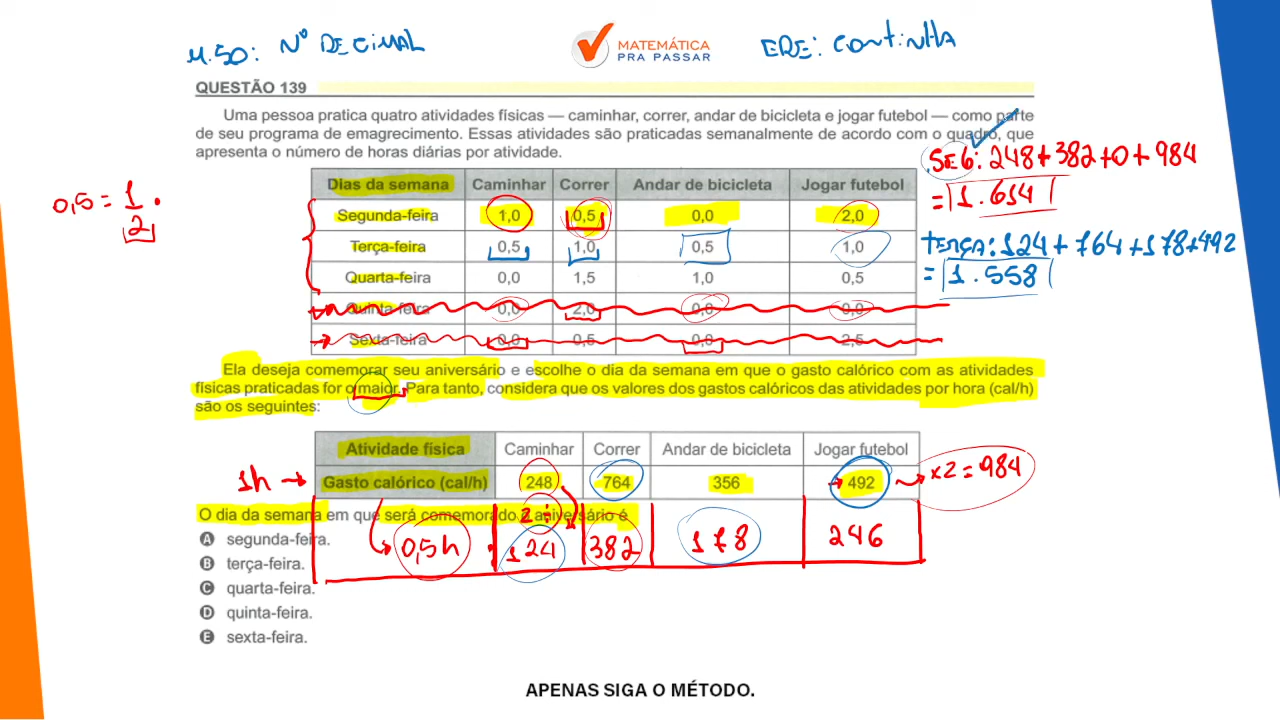 M.50: Nº DECIMAL
MATEMÁTICA
PRA PASSAR
ERE: CONTINHA
QUESTÃO 139
Uma pessoa pratica quatro atividades físicas — caminhar, correr, andar de bicicleta e jogar futebol — como parte
de seu programa de emagrecimento. Essas atividades são praticadas semanalmente de acordo com o quadro, que
apresenta o número de horas diárias por atividade.
SEG: 248+382+0+984
= 1.614
TERÇA: 124+764+178+492
= 1.558
0,5 = 1/2
Dias da semana Caminhar Correr Andar de bicicleta Jogar futebol
Segunda-feira 1,0 0,5 0,0 2,0
Terça-feira 0,5 1,0 0,5 1,0
Quarta-feira 0,0 1,5 1,0 0,5
Quinta-feira 0,0 2,0 0,0 0,0
Sexta-feira 0,0 0,5 0,0 2,5
Ela deseja comemorar seu aniversário e escolhe o dia da semana em que o gasto calórico com as atividades
físicas praticadas for o maior. Para tanto, considera que os valores dos gastos calóricos das atividades por hora (cal/h)
são os seguintes:
Atividade física Caminhar Correr Andar de bicicleta Jogar futebol
1h Gasto calórico (cal/h) 248 764 356 492 x2=984
O dia da semana em que será comemorado o aniversário é
2 ÷
0,5h 124 382 178 246
A segunda-feira.
B terça-feira.
C quarta-feira.
D quinta-feira.
E sexta-feira.
APENAS SIGA O MÉTODO.